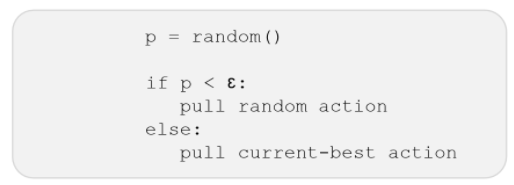 p = random()
if p < ε:
pull random action
else:
pull current-best action